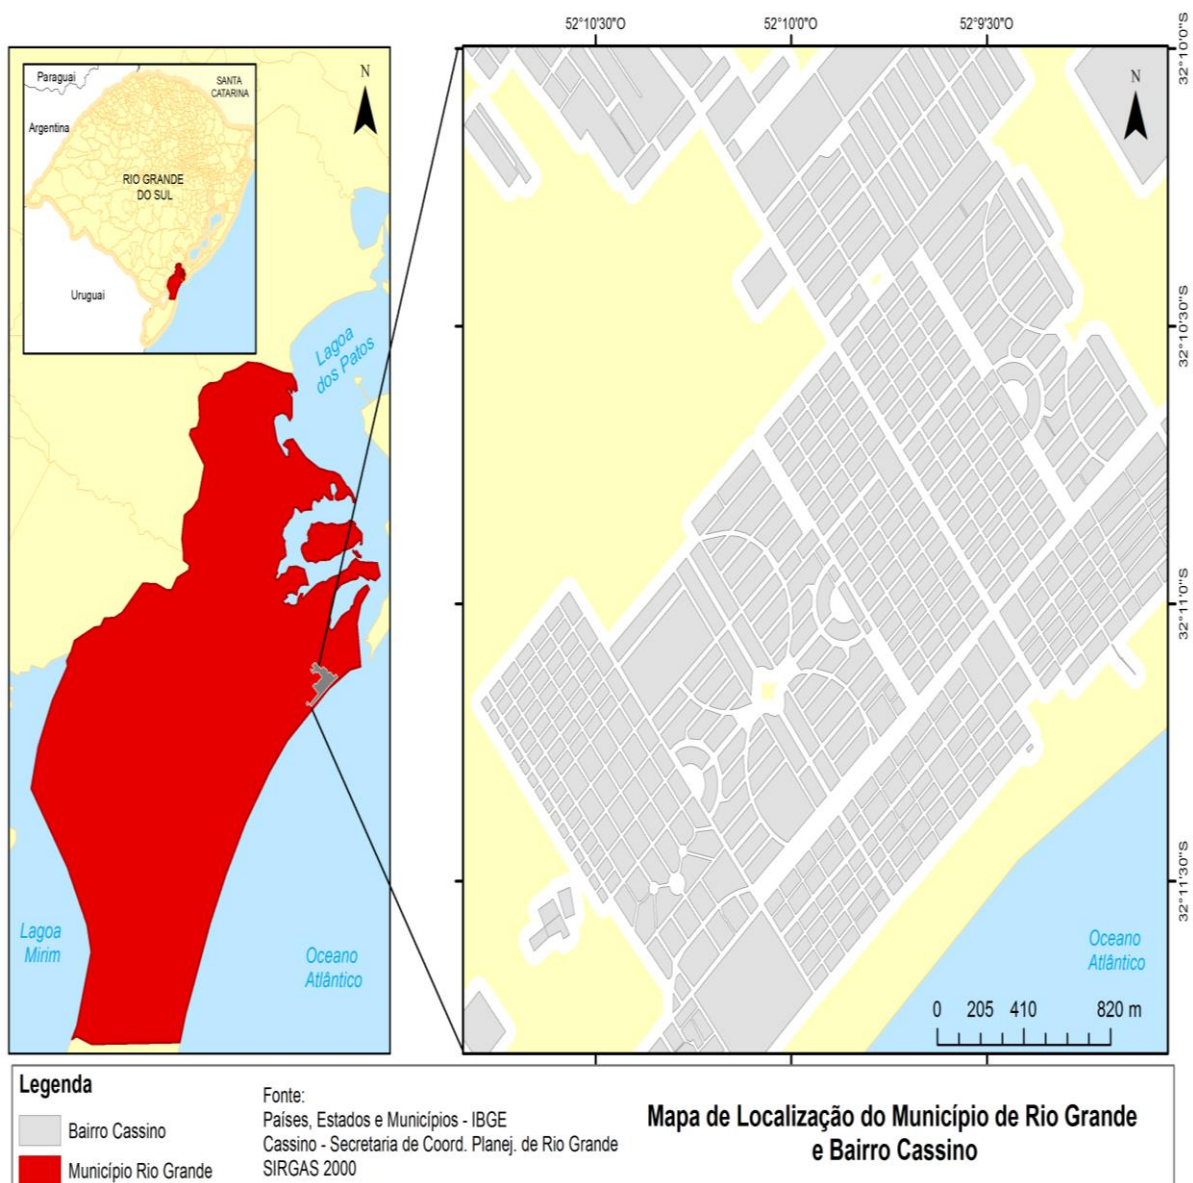 52°10'30"O
52°10'0"O
52°9'30"O
Paraguai
SANTA
CATARINA
Argentina
RIO GRANDE
DO SUL
Uruguai
N
N
32°10'0"S
32°10'30"S
32°11'0"S
32°11'30"S
Lagoa
dos Patos
Lagoa
Mirim
Oceano
Atlântico
Oceano
Atlântico
0 205 410 820 m
Legenda
Bairro Cassino
Município Rio Grande
Fonte:
Países, Estados e Municípios - IBGE
Cassino - Secretaria de Coord. Planej. de Rio Grande
SIRGAS 2000
Mapa de Localização do Município de Rio Grande
e Bairro Cassino